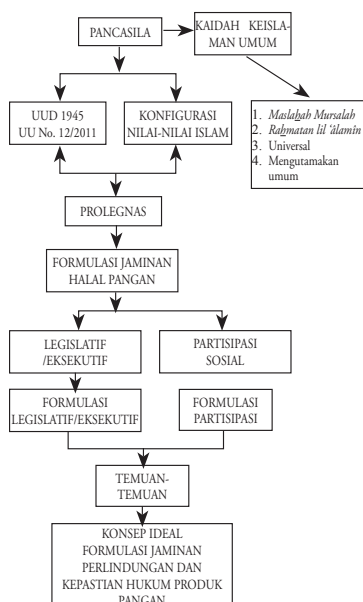 PANCASILA
KAIDAH KEISLA-
MAN UMUM
UUD 1945
UU No. 12/2011
KONFIGURASI
NILAI-NILAI ISLAM
1. Maslahah Mursalah
2. Rahmatan lil ‘âlamîn
3. Universal
4. Mengutamakan
umum
PROLEGNAS
FORMULASI JAMINAN
HALAL PANGAN
LEGISLATIF
/EKSEKUTIF
PARTISIPASI
SOSIAL
FORMULASI
LEGISLATIF/EKSEKUTIF
FORMULASI
PARTISIPASI
TEMUAN-
TEMUAN
KONSEP IDEAL
FORMULASI JAMINAN
PERLINDUNGAN DAN
KEPASTIAN HUKUM PRODUK
PANGAN